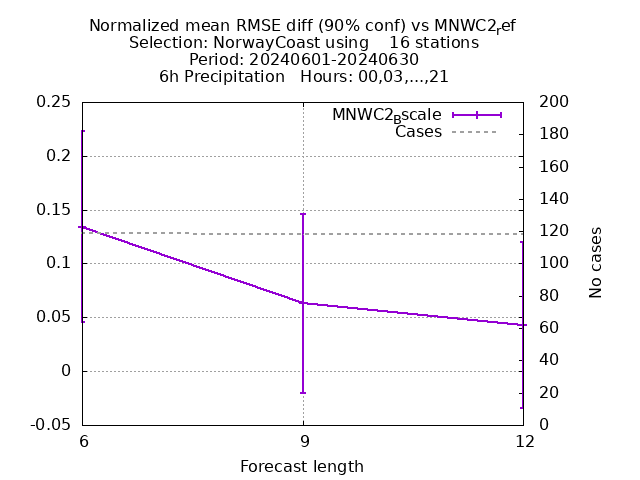 Normalized mean RMSE diff (90% conf) vs MNWC2ref
Selection: NorwayCoast using    16 stations
Period: 20240601-20240630
6h Precipitation   Hours: 00,03,...,21
0.25
0.2
0.15
0.1
0.05
0
-0.05
200
180
160
140
120
100
80
60
40
20
0
MNWC2Bscale
Cases
No cases
6
9
12
Forecast length